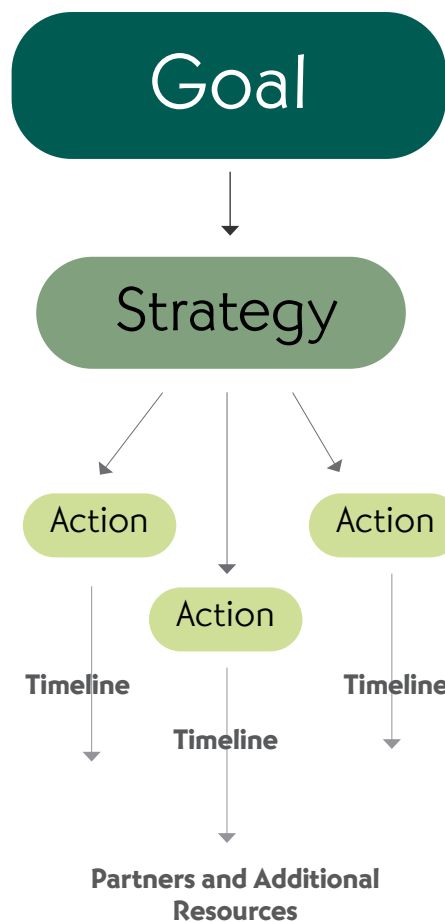 Goal
Strategy
Action
Action
Action
Timeline
Timeline
Timeline
Partners and Additional
Resources